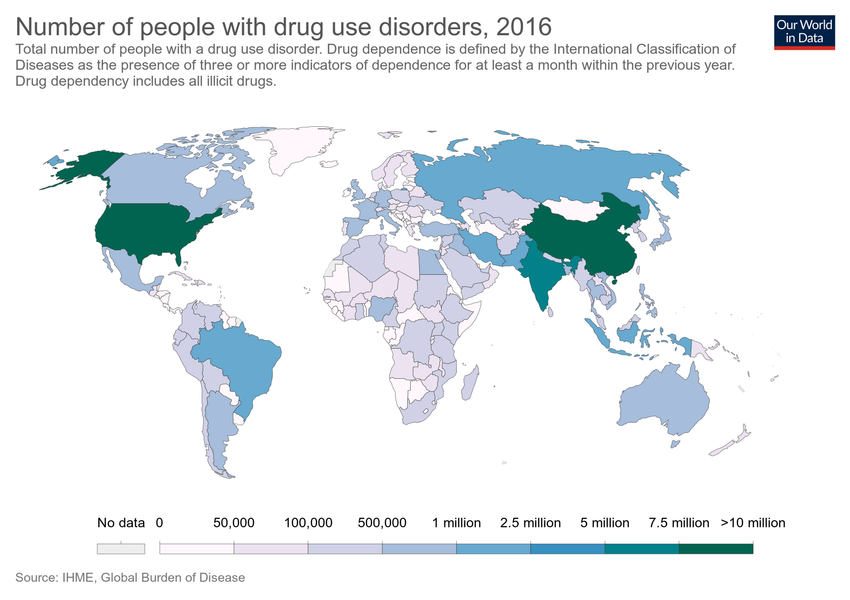 Number of people with drug use disorders, 2016
Our World
in Data
Total number of people with a drug use disorder. Drug dependence is defined by the International Classification of
Diseases as the presence of three or more indicators of dependence for at least a month within the previous year.
Drug dependency includes all illicit drugs.
No data 0 50,000 100,000 500,000 1 million 2.5 million 5 million 7.5 million >10 million
Source: IHME, Global Burden of Disease